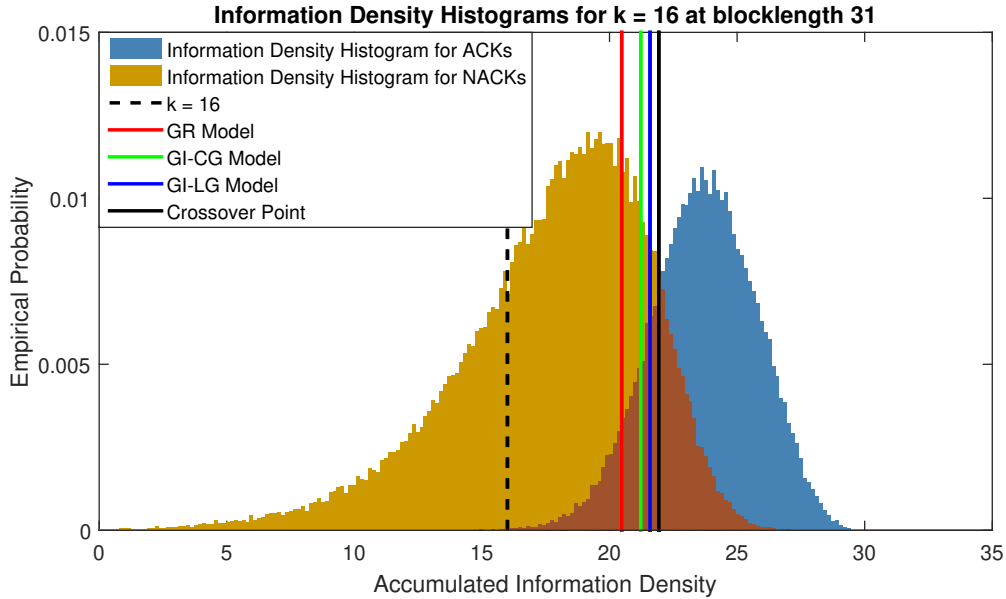 Information Density Histograms for k = 16 at blocklength 31
Information Density Histogram for ACKs
Information Density Histogram for NACKs
k = 16
GR Model
GI-CG Model
GI-LG Model
Crossover Point
Empirical Probability
0.015
0.01
0.005
0
0 5 10 15 20 25 30 35
Accumulated Information Density